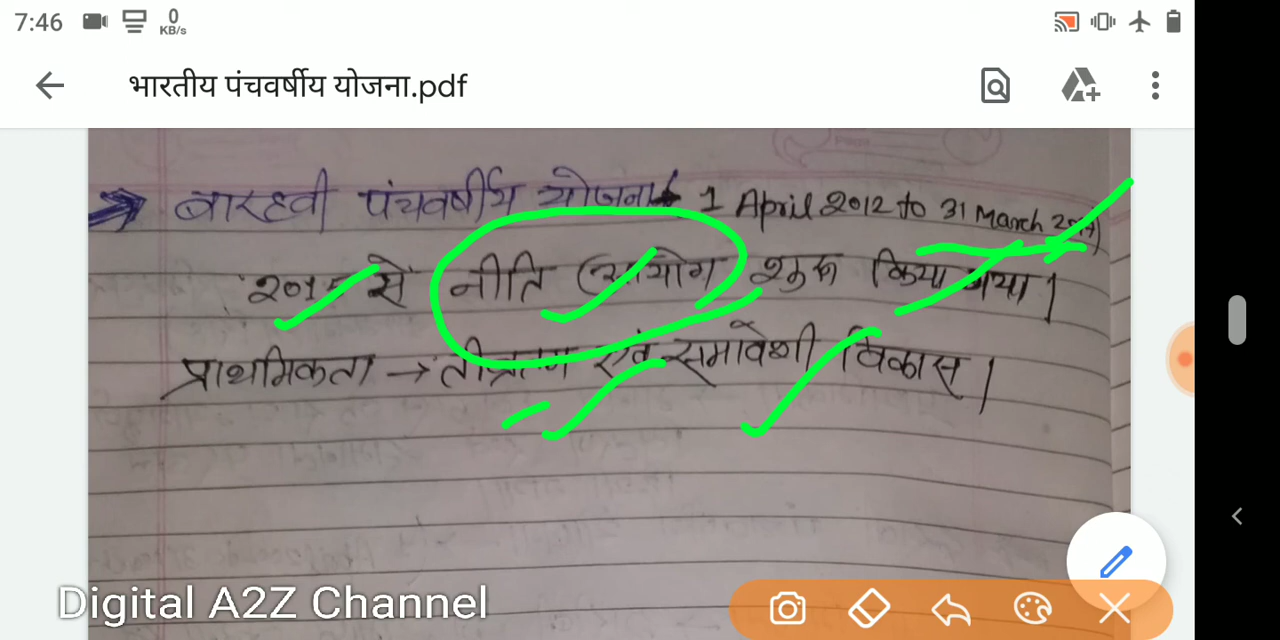 7:46 0 KB/s
भारतीय पंचवर्षीय योजना.pdf
बारहवी पंचवर्षीय योजना 1 April 2012 to 31 March
से नीति आयोग शुरू किया गया।
प्राथमिकता → एवं समावेशी विकास।
Digital A2Z Channel